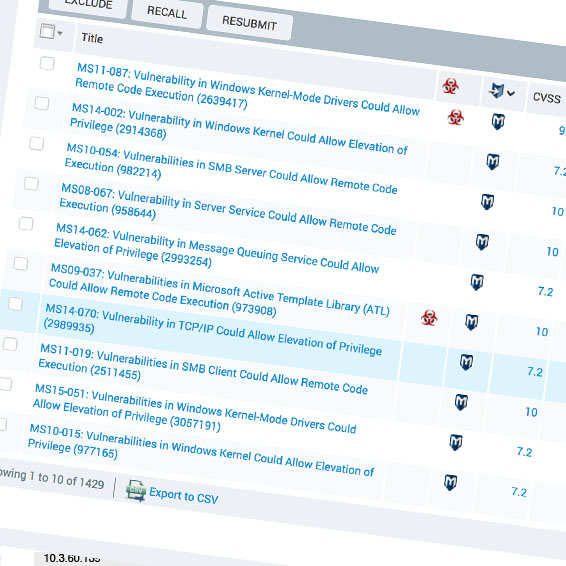 EXCLUDE
RECALL
RESUBMIT
Title
CVSS
MS11-087: Vulnerability in Windows Kernel-Mode Drivers Could Allow
Remote Code Execution (2639417)
9.
MS14-002: Vulnerability in Windows Kernel Could Allow Elevation of
Privilege (2914368)
7.2
MS10-054: Vulnerabilities in SMB Server Could Allow Remote Code
Execution (982214)
10
MS08-067: Vulnerability in Server Service Could Allow Remote Code
Execution (958644)
10
MS14-062: Vulnerability in Message Queuing Service Could Allow
Elevation of Privilege (2993254)
7.2
MS09-037: Vulnerabilities in Microsoft Active Template Library (ATL)
Could Allow Remote Code Execution (973908)
10
MS14-070: Vulnerability in TCP/IP Could Allow Elevation of Privilege
(2989935)
7.2
MS11-019: Vulnerabilities in SMB Client Could Allow Remote Code
Execution (2511455)
10
MS15-051: Vulnerabilities in Windows Kernel-Mode Drivers Could
Allow Elevation of Privilege (3057191)
7.2
MS10-015: Vulnerabilities in Windows Kernel Could Allow Elevation of
Privilege (977165)
7.2
owing 1 to 10 of 1429
CSV
Export to CSV
10.3.60.139